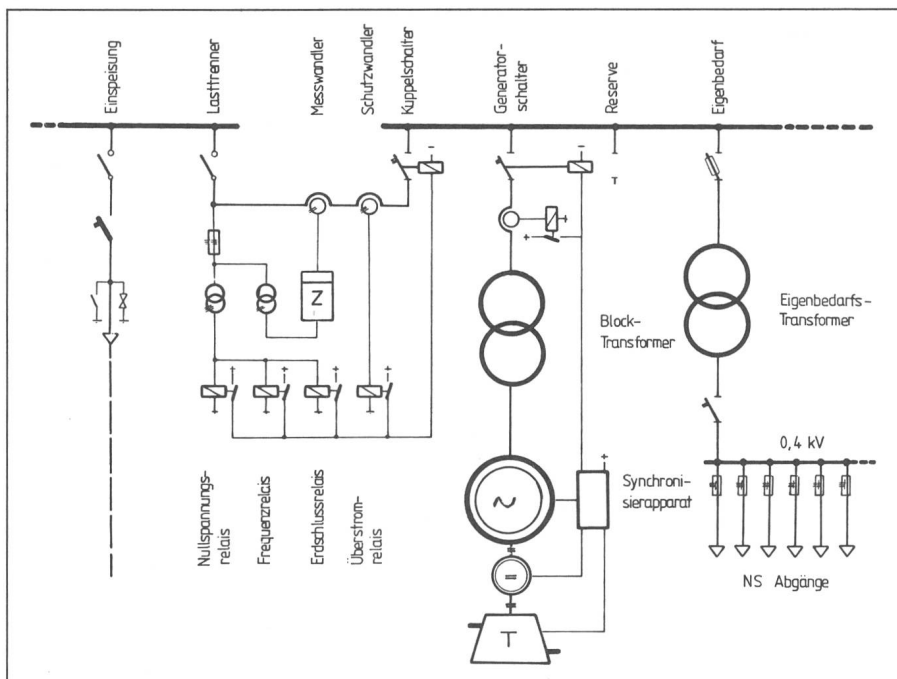 Einspeisung
Lasttrenner
Messwandler
Schutzwandler
Kuppelschalter
Generator-
schalter
Reserve
Eigenbedarf
Z
Block-
Transformer
Eigenbedarfs-
Transformer
0,4 kV
Synchroni-
sierapparat
Nullspannungs-
relais
Frequenzrelais
Erdschlussrelais
Überstrom-
relais
T
NS Abgänge